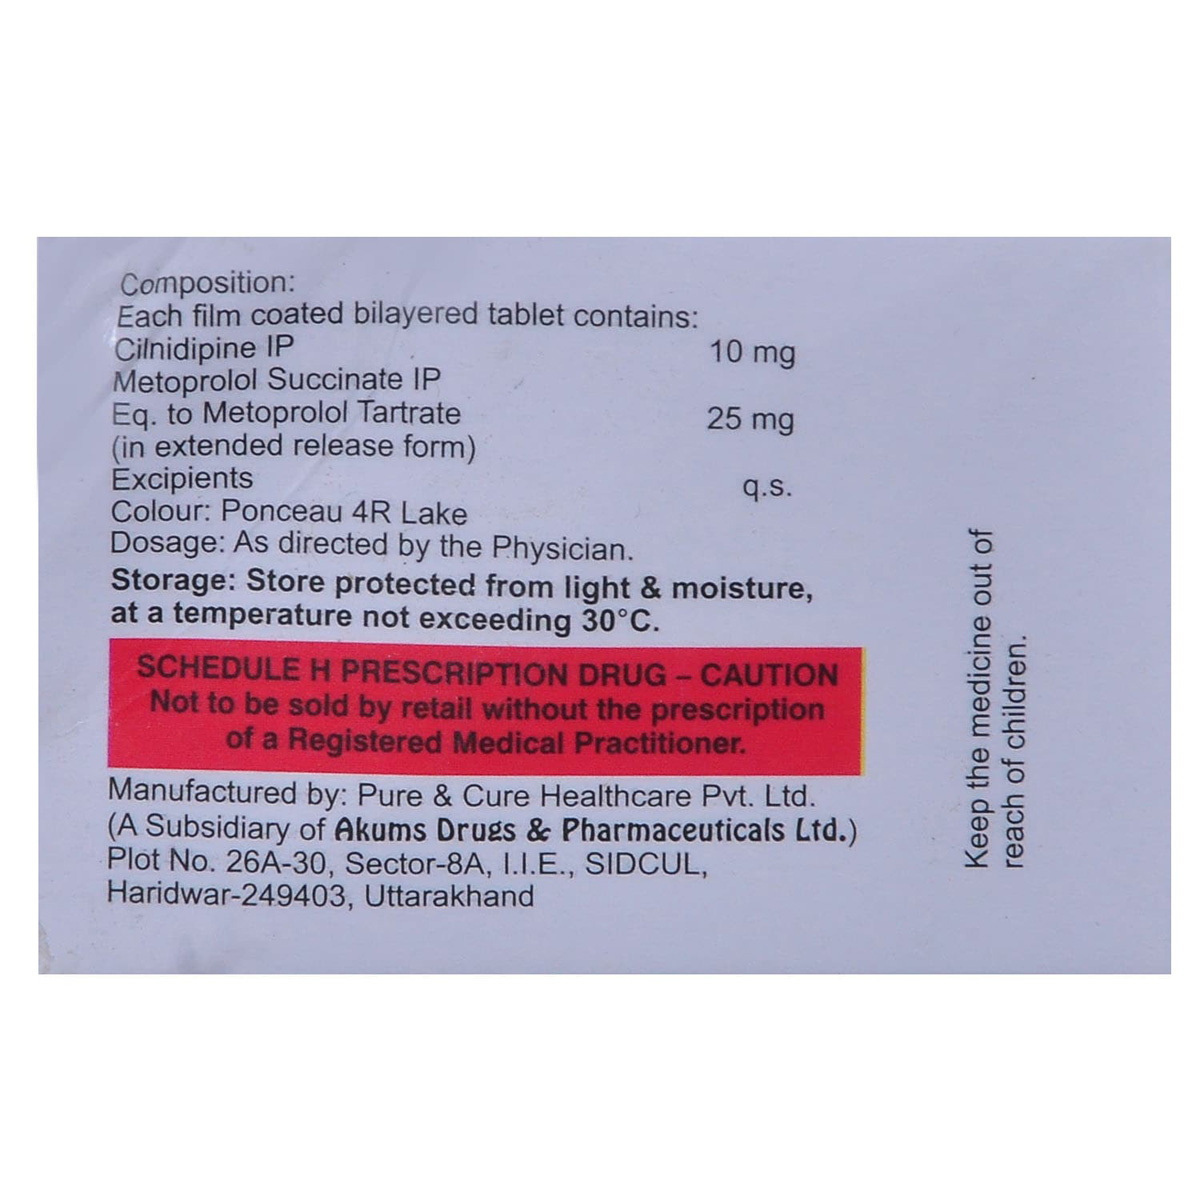 Composition:
Each film coated bilayered tablet contains:
Cilnidipine IP 10 mg
Metoprolol Succinate IP
Eq. to Metoprolol Tartrate 25 mg
(in extended release form)
Excipients q.s.
Colour: Ponceau 4R Lake
Dosage: As directed by the Physician.
Storage: Store protected from light & moisture,
at a temperature not exceeding 30°C.
SCHEDULE H PRESCRIPTION DRUG – CAUTION
Not to be sold by retail without the prescription
of a Registered Medical Practitioner.
Manufactured by: Pure & Cure Healthcare Pvt. Ltd.
(A Subsidiary of Akums Drugs & Pharmaceuticals Ltd.)
Plot No. 26A-30, Sector-8A, I.I.E., SIDCUL,
Haridwar-249403, Uttarakhand
Keep the medicine out of
reach of children.